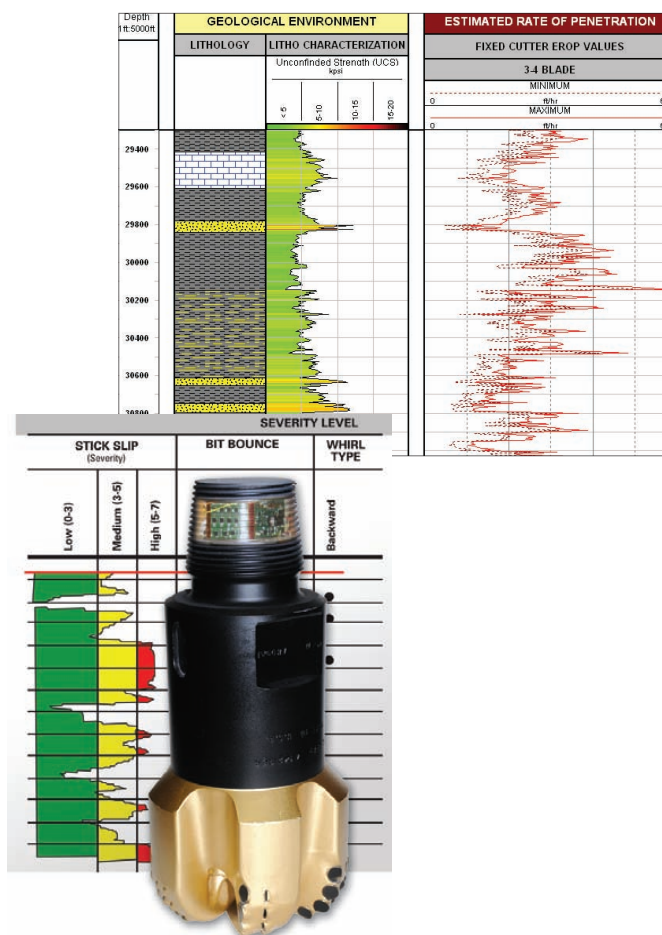 Depth
1ft:5000ft
GEOLOGICAL ENVIRONMENT
LITHOLOGY
LITHO CHARACTERIZATION
Unconfinded Strength (UCS)
kpsi
< 5
5-10
10-15
15-20
ESTIMATED RATE OF PENETRATION
FIXED CUTTER EROP VALUES
3-4 BLADE
MINIMUM
0 ft/hr
MAXIMUM
0 ft/hr
29400
29600
29800
30000
30200
30400
30600
30800
SEVERITY LEVEL
STICK SLIP
(Severity)
BIT BOUNCE
WHIRL
TYPE
Low (0-3)
Medium (3-5)
High (5-7)
Backward